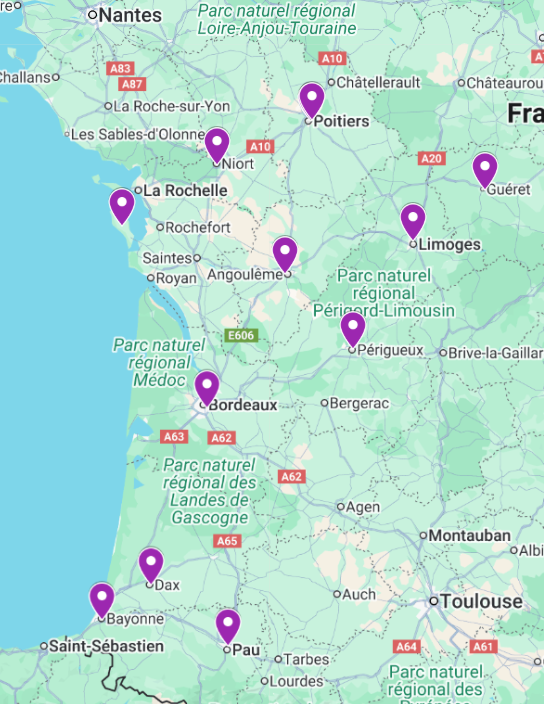 re
Nantes
Parc naturel régional
Loire-Anjou-Touraine
A10
Challans
A83
A87
Châtellerault
Châteaurou
La Roche-sur-Yon
Fra
Poitiers
Les Sables-d'Olonne
A10
A20
Niort
La Rochelle
Guéret
Rochefort
Limoges
Saintes
Angoulême
Royan
Parc naturel
régional
Périgord-Limousin
E606
Parc naturel
régional
Médoc
Périgueux
Brive-la-Gaillar
Bordeaux
Bergerac
A63
A62
Parc naturel
régional des
Landes de
Gascogne
A62
Agen
Montauban
A65
Albi
Dax
Auch
Toulouse
Bayonne
Saint-Sébastien
Pau
A64
A61
Tarbes
Lourdes
Parc naturel
régional des
Pyrénées